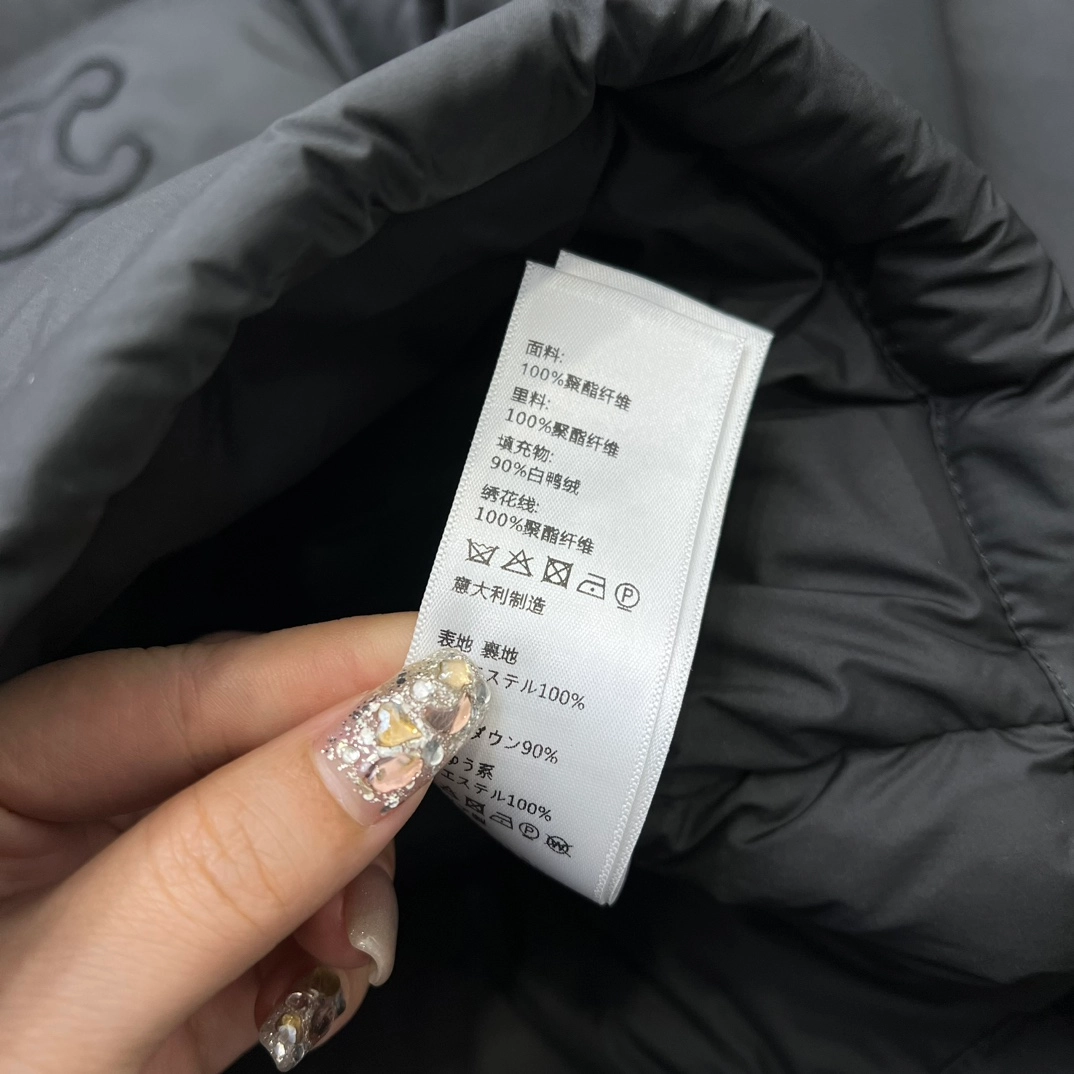 面料:
100%聚酯纤维
里料:
100%聚酯纤维
填充物:
90%白鸭绒
绣花线:
100%聚酯纤维
P
意大利制造
表地 裏地
ステル100%
ダウン90%
ゅう系
エステル100%
P W